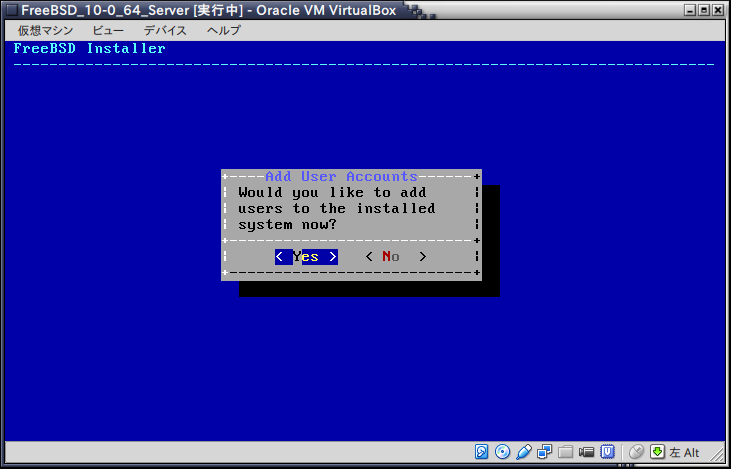 FreeBSD_10-0_64_Server [実行中] - Oracle VM VirtualBox
仮想マシン ビュー デバイス ヘルプ
FreeBSD Installer
Add User Accounts
Would you like to add
users to the installed
system now?
< Yes > < No >
左 Alt